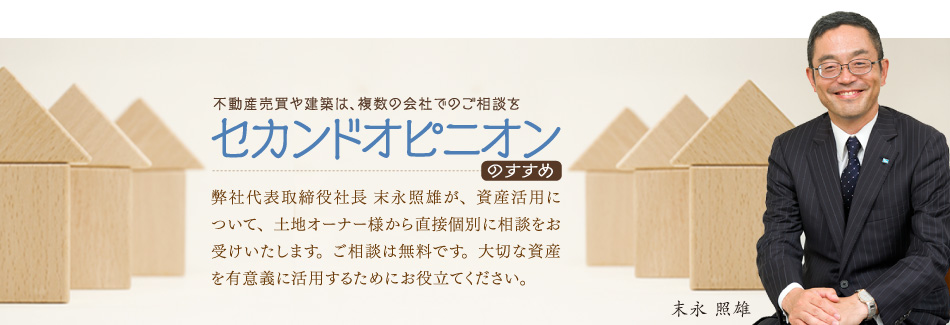 不動産売買や建築は、複数の会社でのご相談を
セカンドオピニオン
のすすめ
弊社代表取締役社長 末永照雄が、資産活用に
ついて、土地オーナー様から直接個別に相談をお
受けいたします。ご相談は無料です。大切な資産
を有意義に活用するためにお役立てください。
末永 照雄